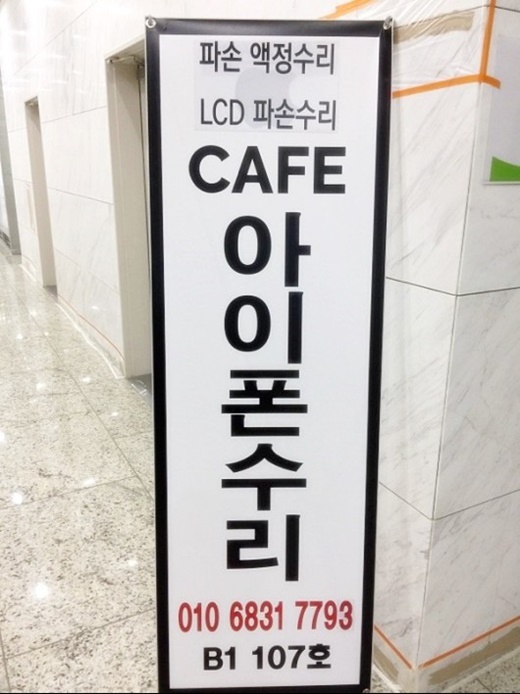 파손 액정수리
LCD 파손수리
CAFE
아이폰수리
010 6831 7793
B1 107호